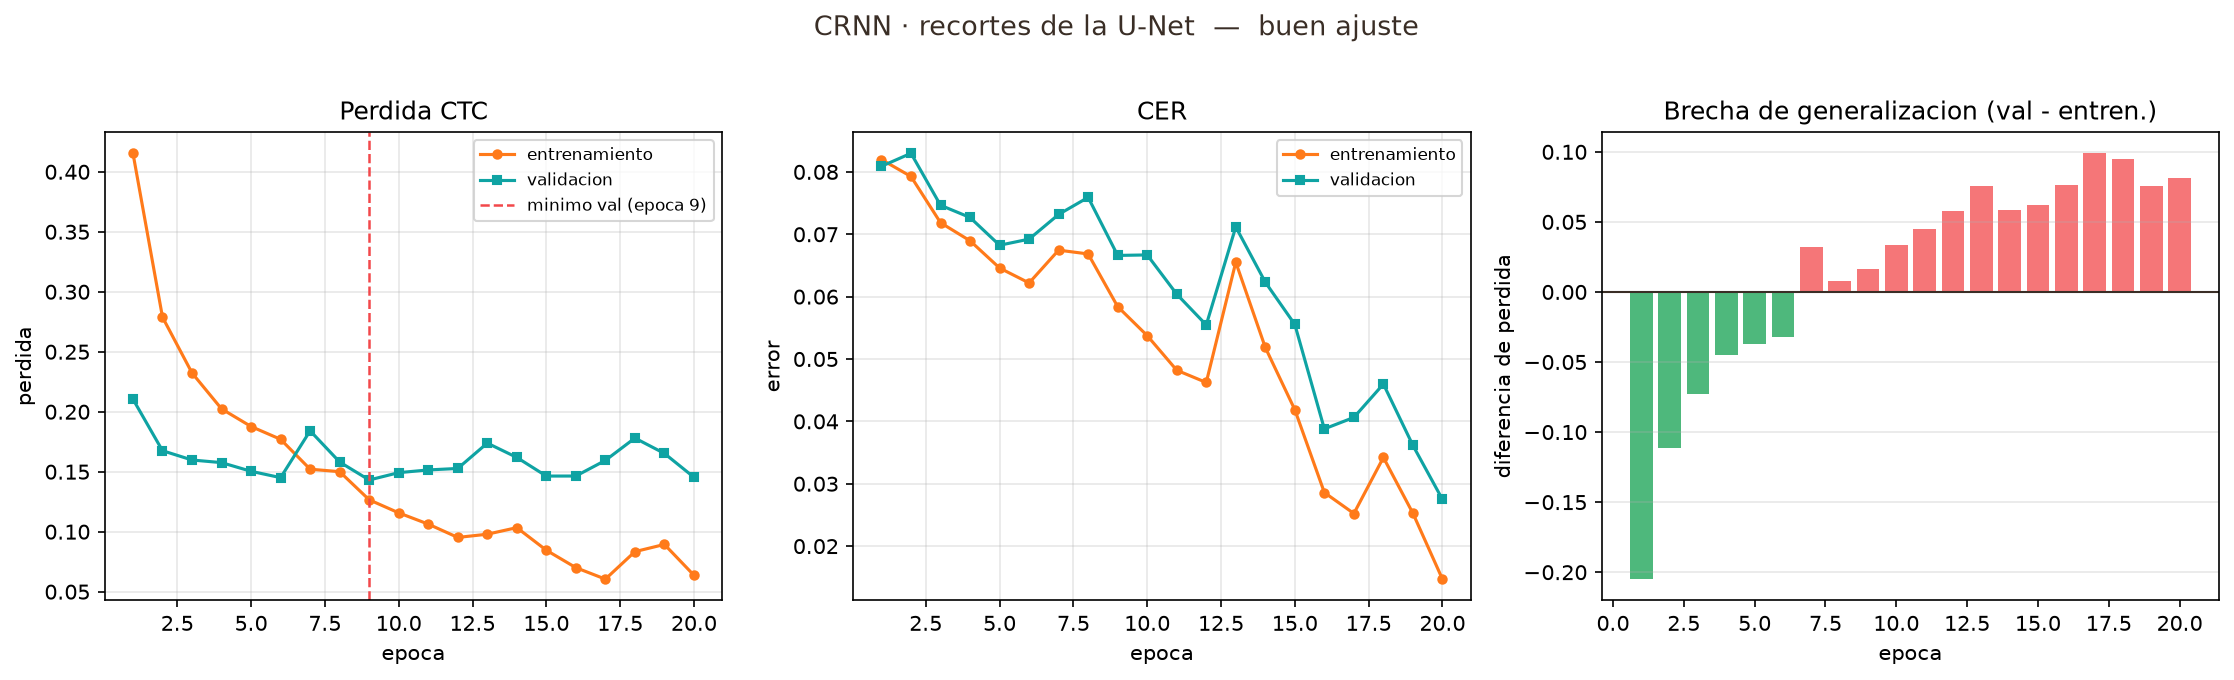 CRNN · recortes de la U-Net — buen ajuste
Perdida CTC
perdida
0.40
0.35
0.30
0.25
0.20
0.15
0.10
0.05
entrenamiento
validacion
minimo val (epoca 9)
2.5 5.0 7.5 10.0 12.5 15.0 17.5 20.0
epoca
CER
error
0.08
0.07
0.06
0.05
0.04
0.03
0.02
entrenamiento
validacion
2.5 5.0 7.5 10.0 12.5 15.0 17.5 20.0
epoca
Brecha de generalizacion (val - entren.)
diferencia de perdida
0.10
0.05
0.00
−0.05
−0.10
−0.15
−0.20
0.0 2.5 5.0 7.5 10.0 12.5 15.0 17.5 20.0
epoca